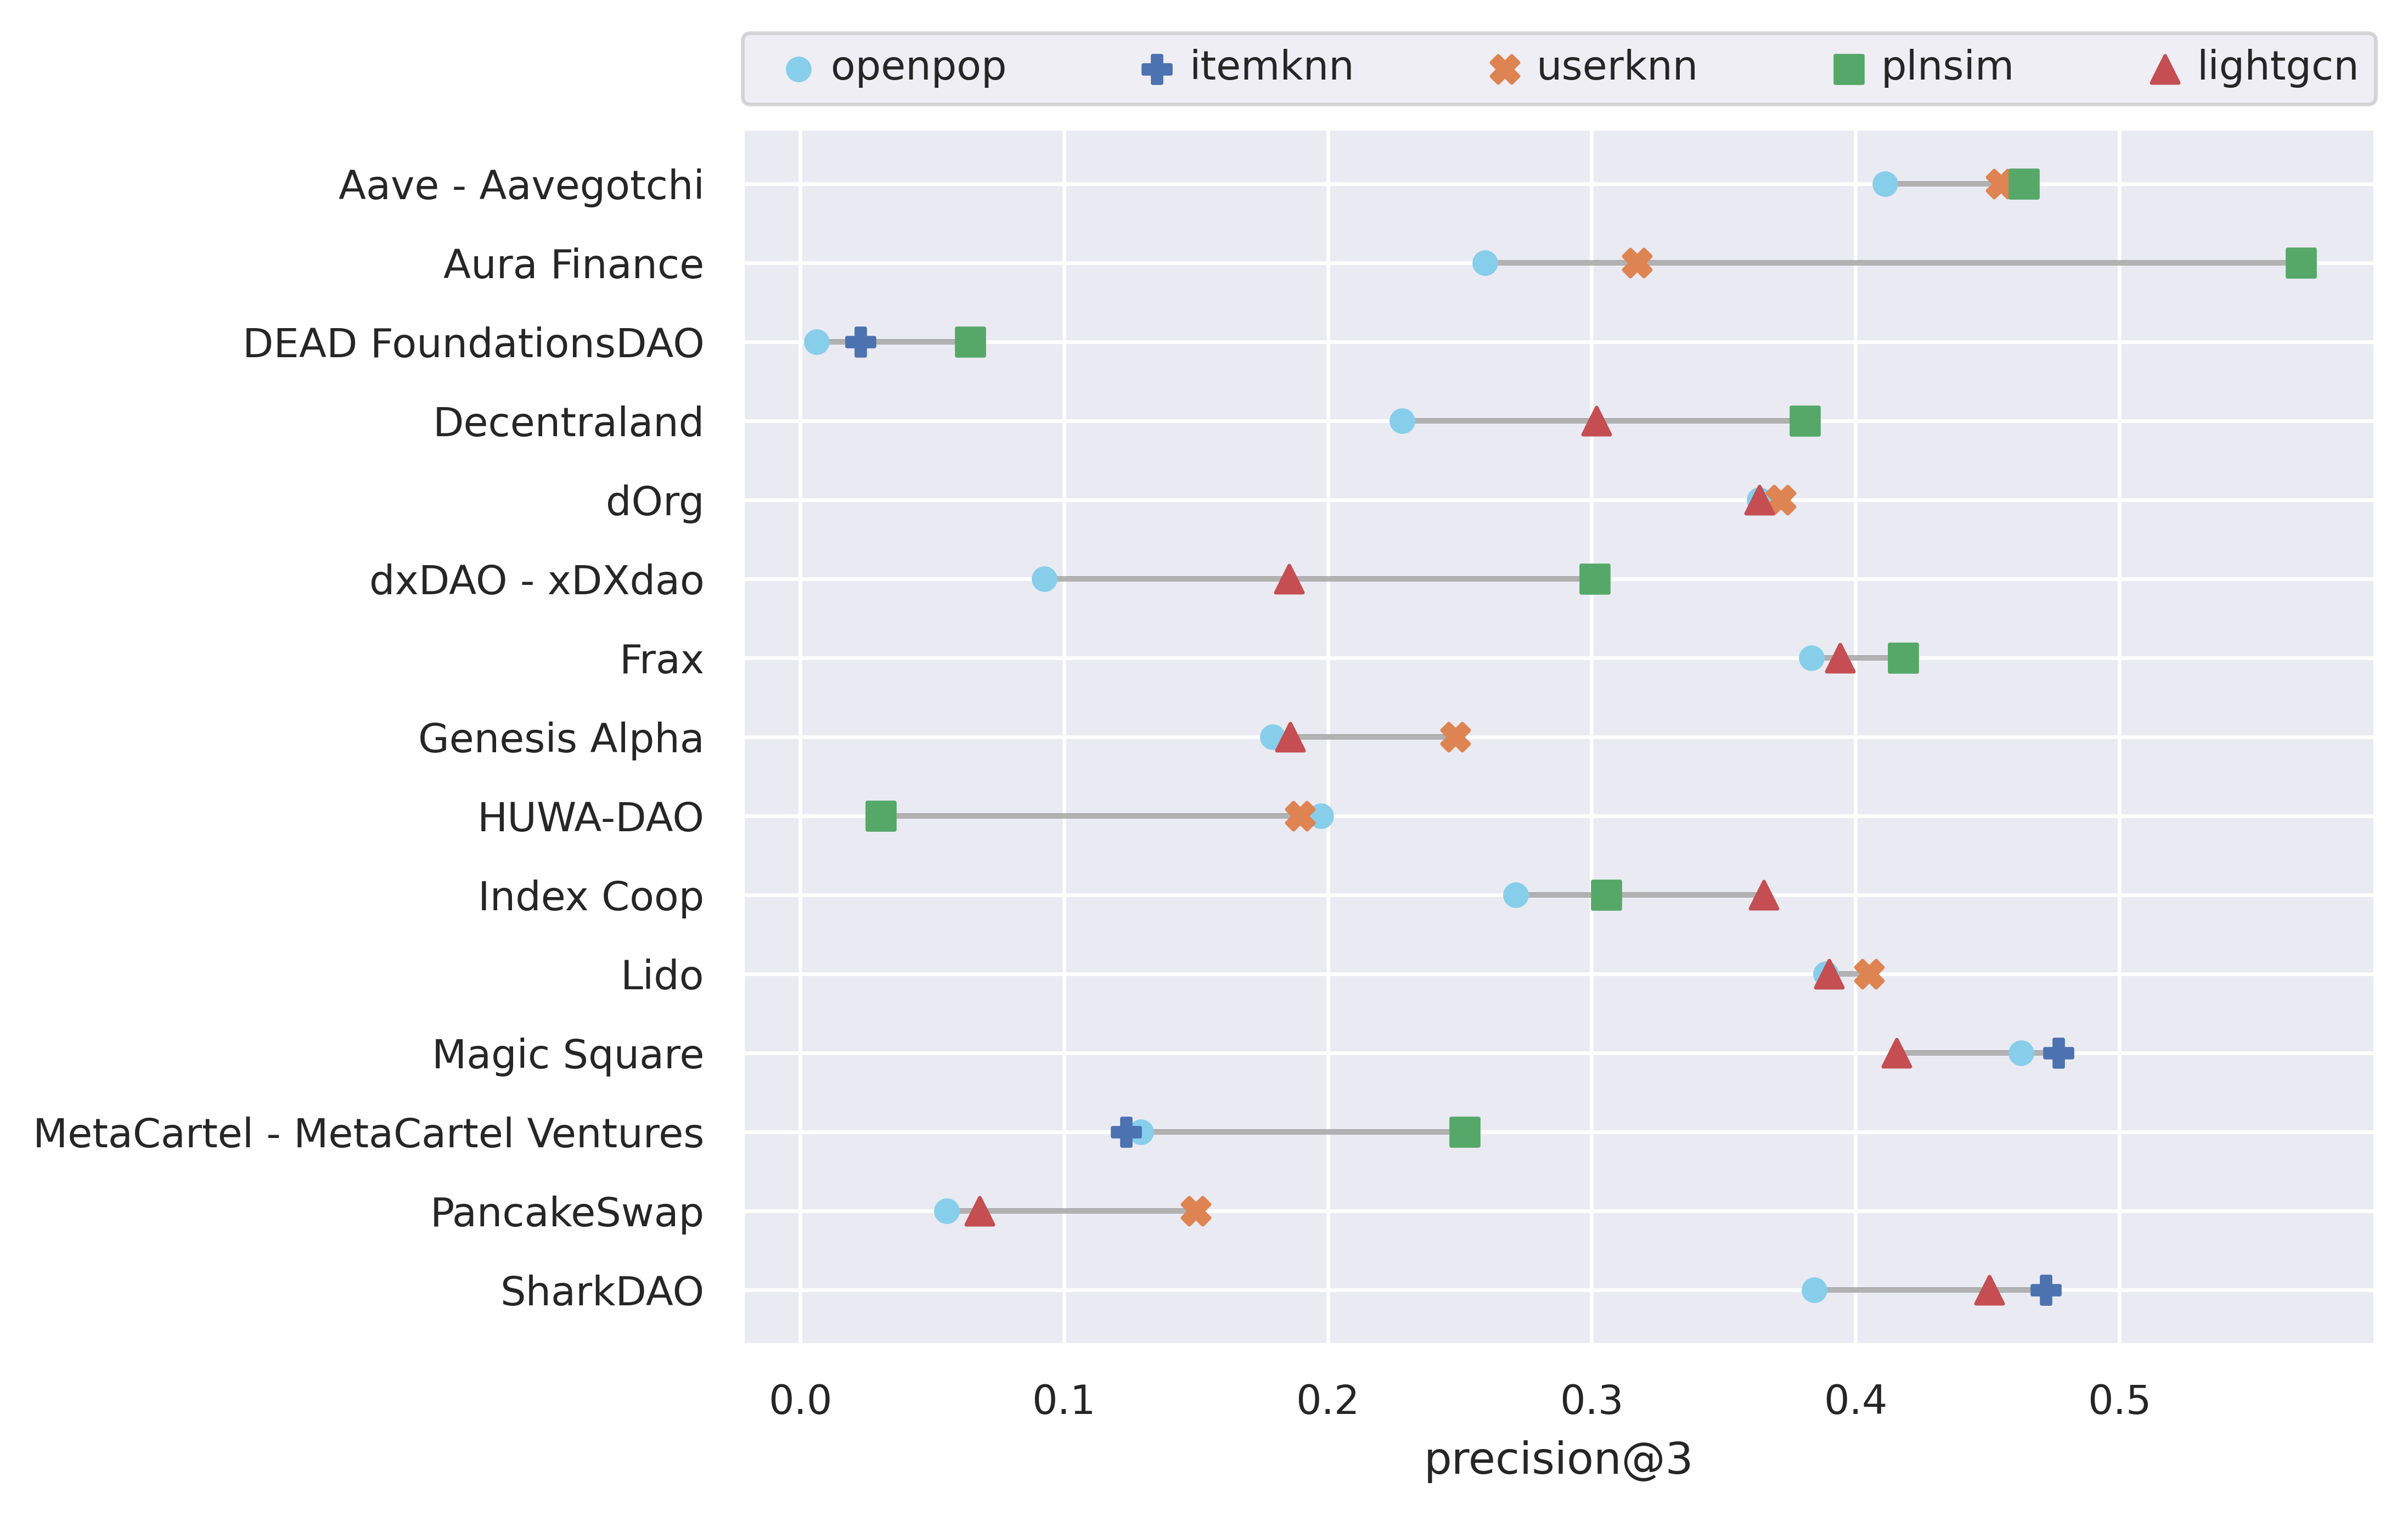 openpop itemknn userknn plnsim lightgcn
Aave - Aavegotchi
Aura Finance
DEAD FoundationsDAO
Decentraland
dOrg
dxDAO - xDXdao
Frax
Genesis Alpha
HUWA-DAO
Index Coop
Lido
Magic Square
MetaCartel - MetaCartel Ventures
PancakeSwap
SharkDAO
0.0 0.1 0.2 0.3 0.4 0.5
precision@3